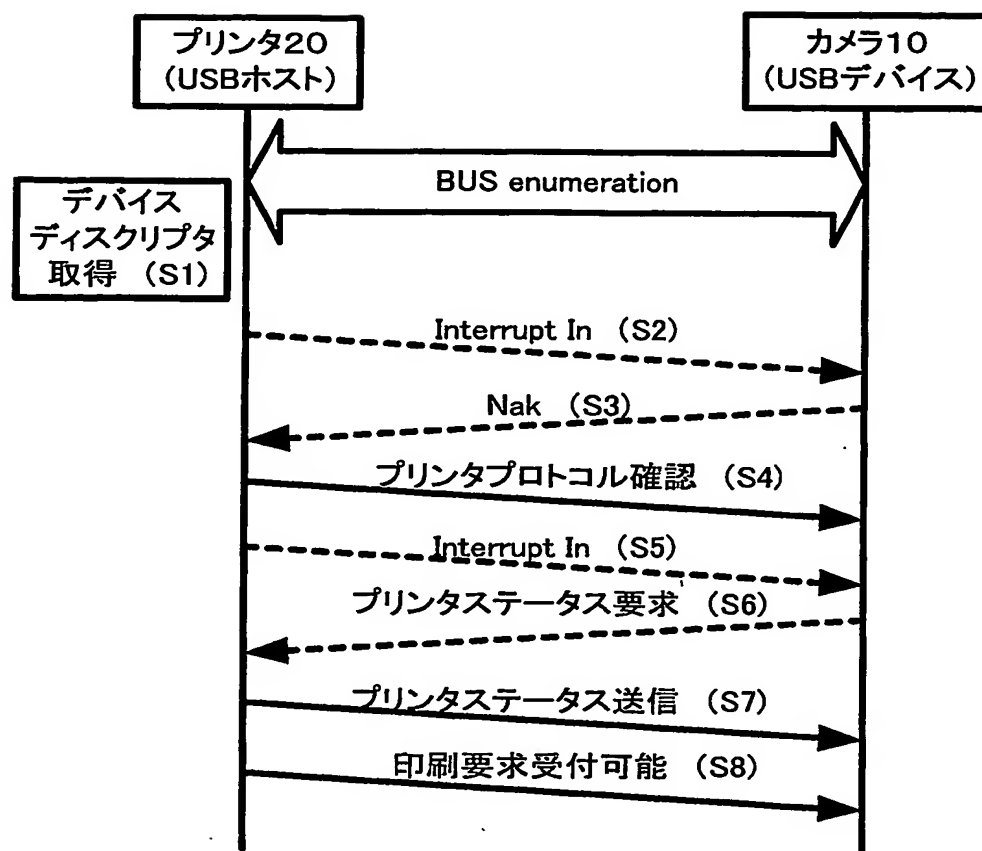 プリンタ20
(USBホスト)
カメラ10
(USBデバイス)
BUS enumeration
デバイス
ディスクリプタ
取得 (S1)
Interrupt In (S2)
Nak (S3)
プリンタプロトコル確認 (S4)
Interrupt In (S5)
プリンタステータス要求 (S6)
プリンタステータス送信 (S7)
印刷要求受付可能 (S8)